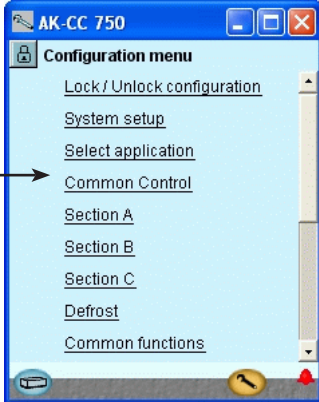 AK-CC 750
Configuration menu
Lock / Unlock configuration
System setup
Select application
Common Control
Section A
Section B
Section C
Defrost
Common functions